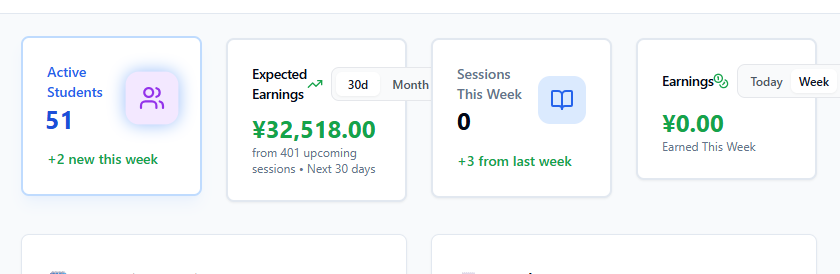 Active
Students
51
+2 new this week
Expected
Earnings
30d
Month
¥32,518.00
from 401 upcoming
sessions • Next 30 days
Sessions
This Week
0
+3 from last week
Earnings
Today
Week
¥0.00
Earned This Week